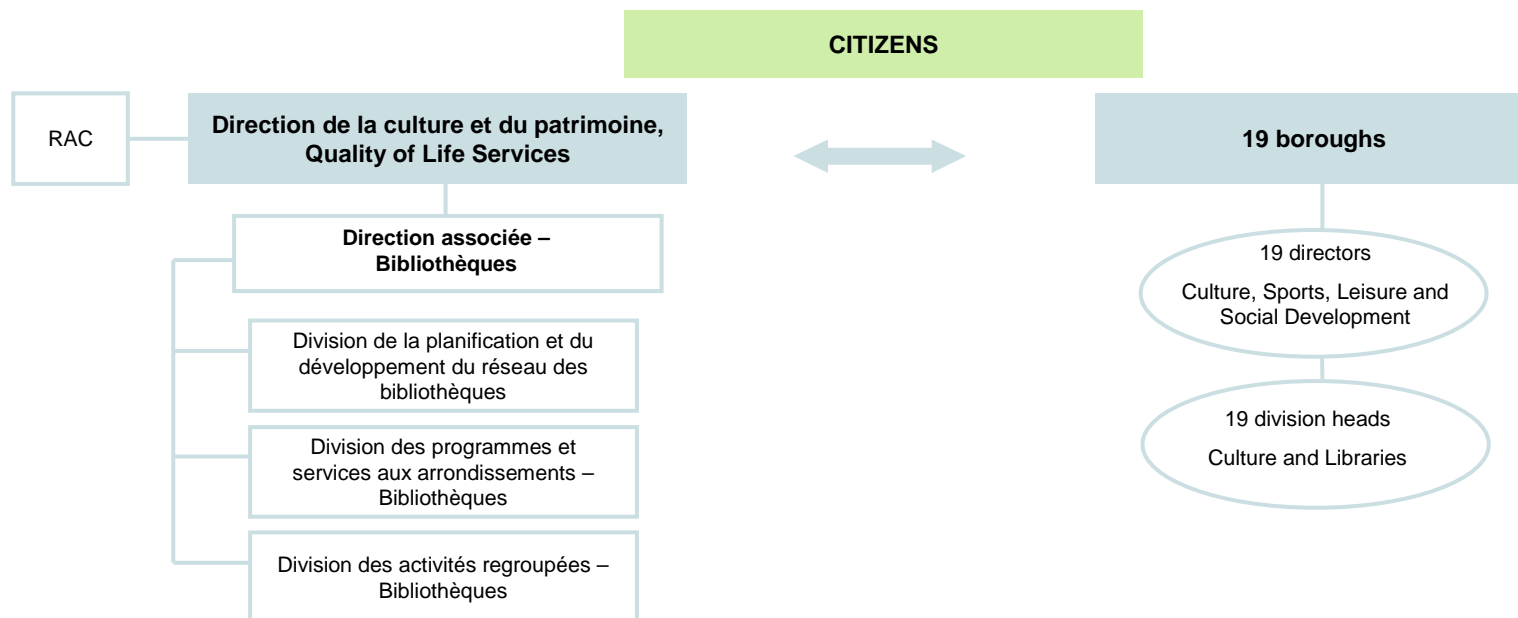 CITIZENS
RAC
Direction de la culture et du patrimoine,
Quality of Life Services
19 boroughs
Direction associée –
Bibliothèques
Division de la planification et du
développement du réseau des
bibliothèques
Division des programmes et
services aux arrondissements –
Bibliothèques
Division des activités regroupées –
Bibliothèques
19 directors
Culture, Sports, Leisure and
Social Development
19 division heads
Culture and Libraries